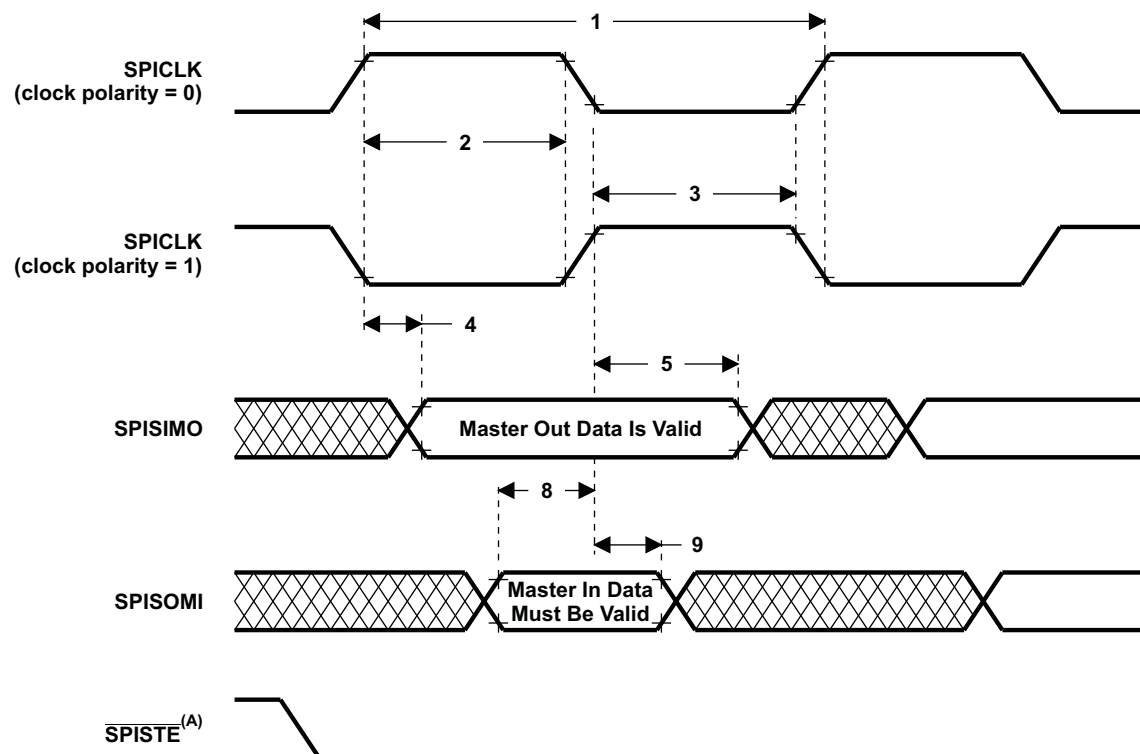 1
SPICLK
(clock polarity = 0)
2
3
SPICLK
(clock polarity = 1)
4
5
SPISIMO
Master Out Data Is Valid
8
9
SPISOMI
Master In Data
Must Be Valid
SPISTE(A)